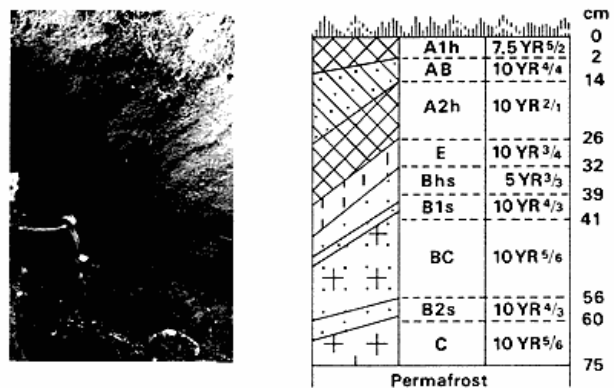 cm
0
A1h 7.5 YR 5/2
2
AB 10 YR 4/4
14
A2h 10 YR 2/1
26
E 10 YR 3/4
32
Bhs 5 YR 3/3
39
B1s 10 YR 4/3
41
BC 10 YR 5/6
56
B2s 10 YR 4/3
60
C 10 YR 5/6
75
Permafrost